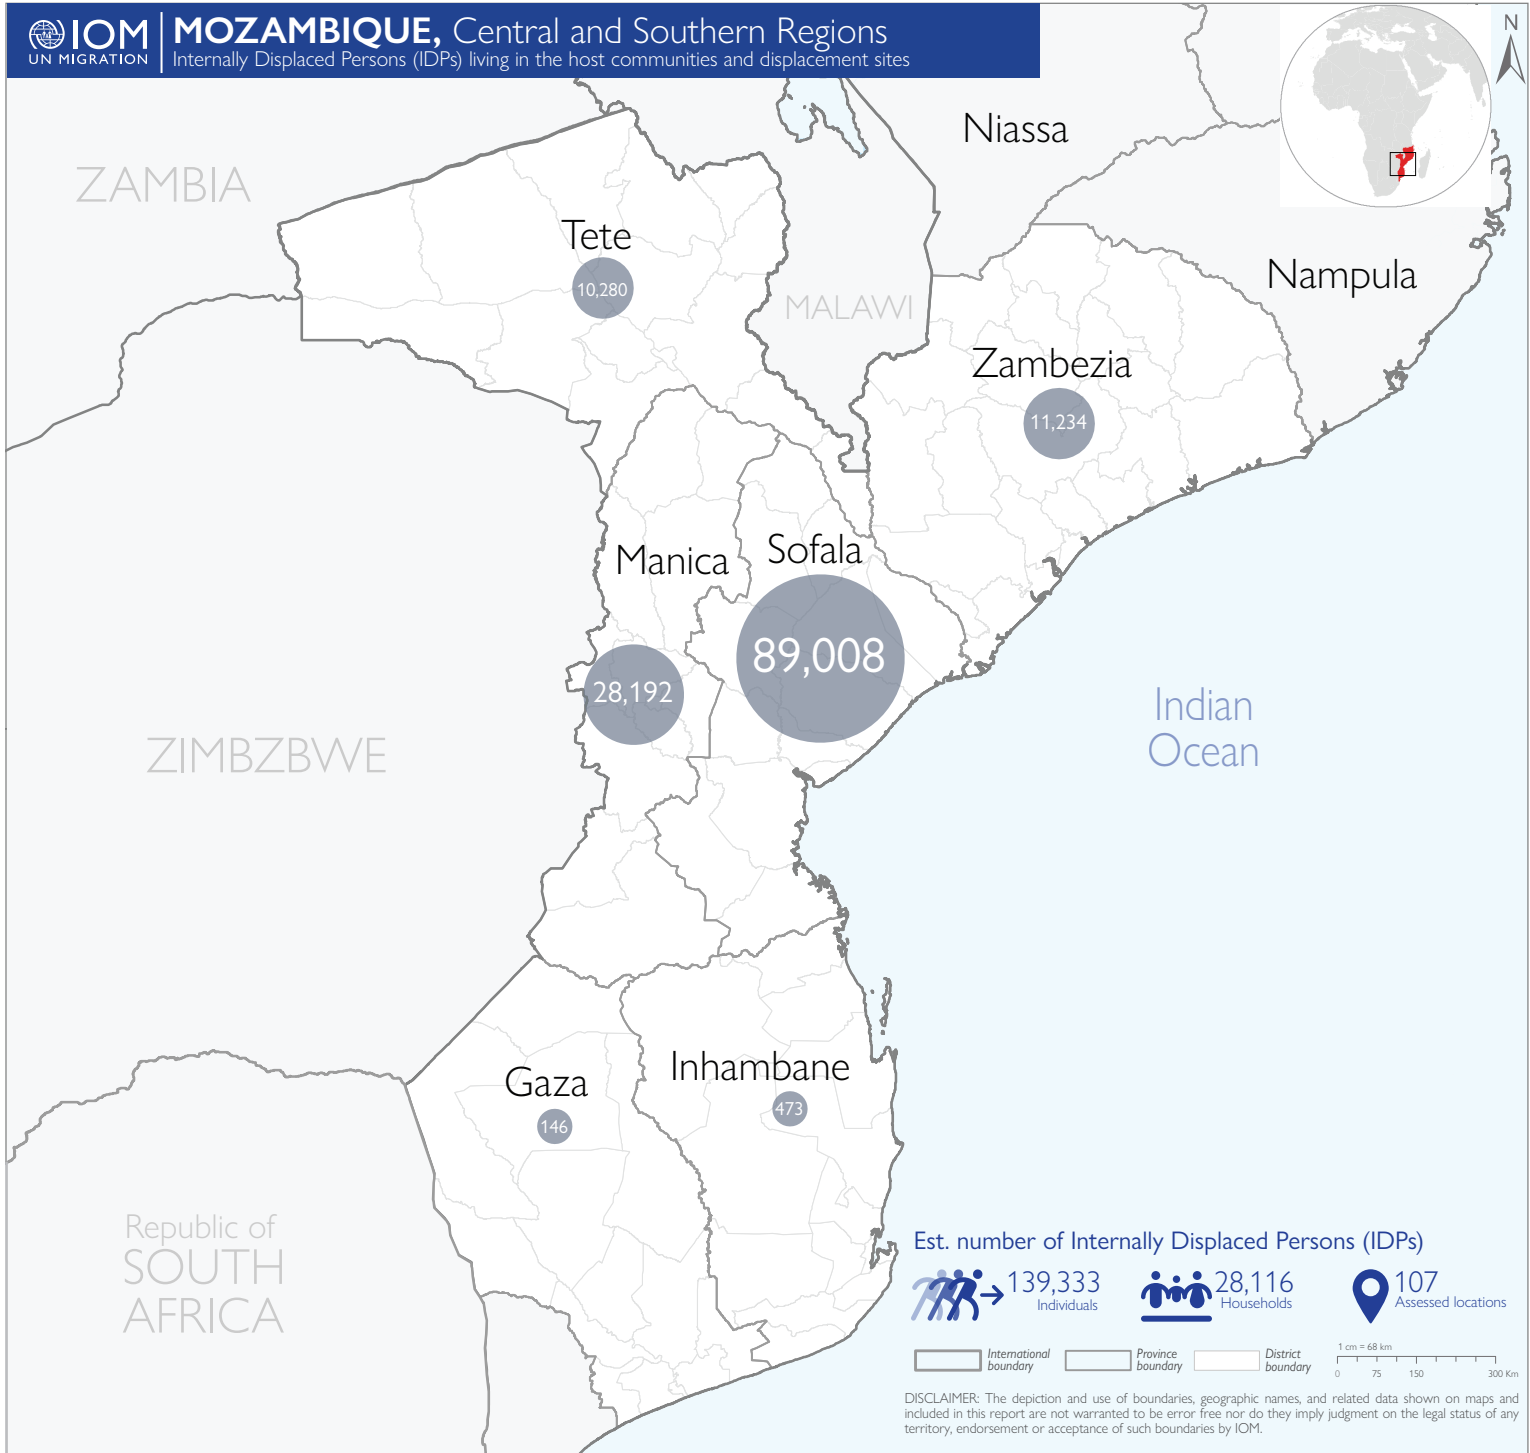 IOM
UN MIGRATION
MOZAMBIQUE, Central and Southern Regions
Internally Displaced Persons (IDPs) living in the host communities and displacement sites
N
Niassa
ZAMBIA
Tete
10,280
MALAWI
Nampula
Zambezia
11,234
Manica
Sofala
89,008
28,192
ZIMBZBWE
Indian
Ocean
Gaza
146
Inhambane
473
Republic of
SOUTH
AFRICA
Est. number of Internally Displaced Persons (IDPs)
139,333
Individuals
28,116
Households
107
Assessed locations
International
boundary
Province
boundary
District
boundary
1 cm = 68 km
0 75 150 300 Km
DISCLAIMER: The depiction and use of boundaries, geographic names, and related data shown on maps and
included in this report are not warranted to be error free nor do they imply judgment on the legal status of any
territory, endorsement or acceptance of such boundaries by IOM.